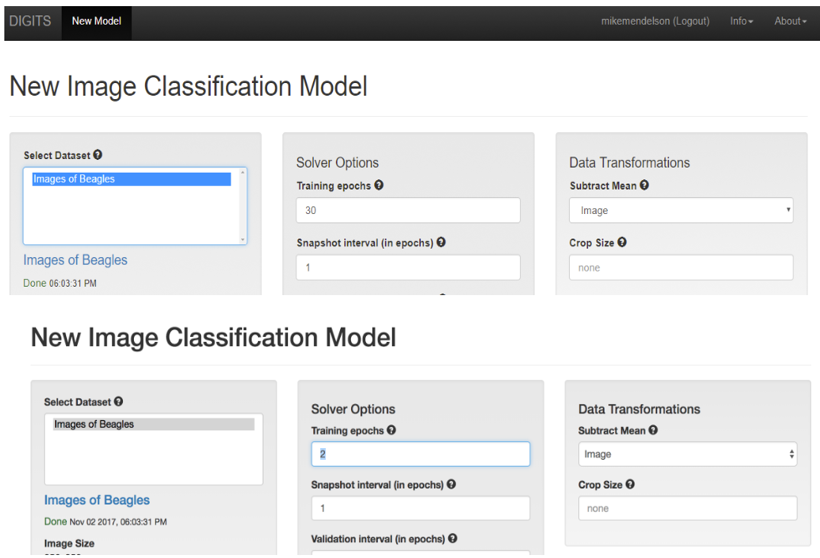 DIGITS New Model mikemendelson (Logout) Info About
New Image Classification Model
Select Dataset
Images of Beagles
Images of Beagles
Done 06:03:31 PM
Solver Options
Training epochs
30
Snapshot interval (in epochs)
1
Data Transformations
Subtract Mean
Image
Crop Size
none
New Image Classification Model
Select Dataset
Images of Beagles
Images of Beagles
Done Nov 02 2017, 06:03:31 PM
Image Size
Solver Options
Training epochs
2
Snapshot interval (in epochs)
1
Validation interval (in epochs)
Data Transformations
Subtract Mean
Image
Crop Size
none